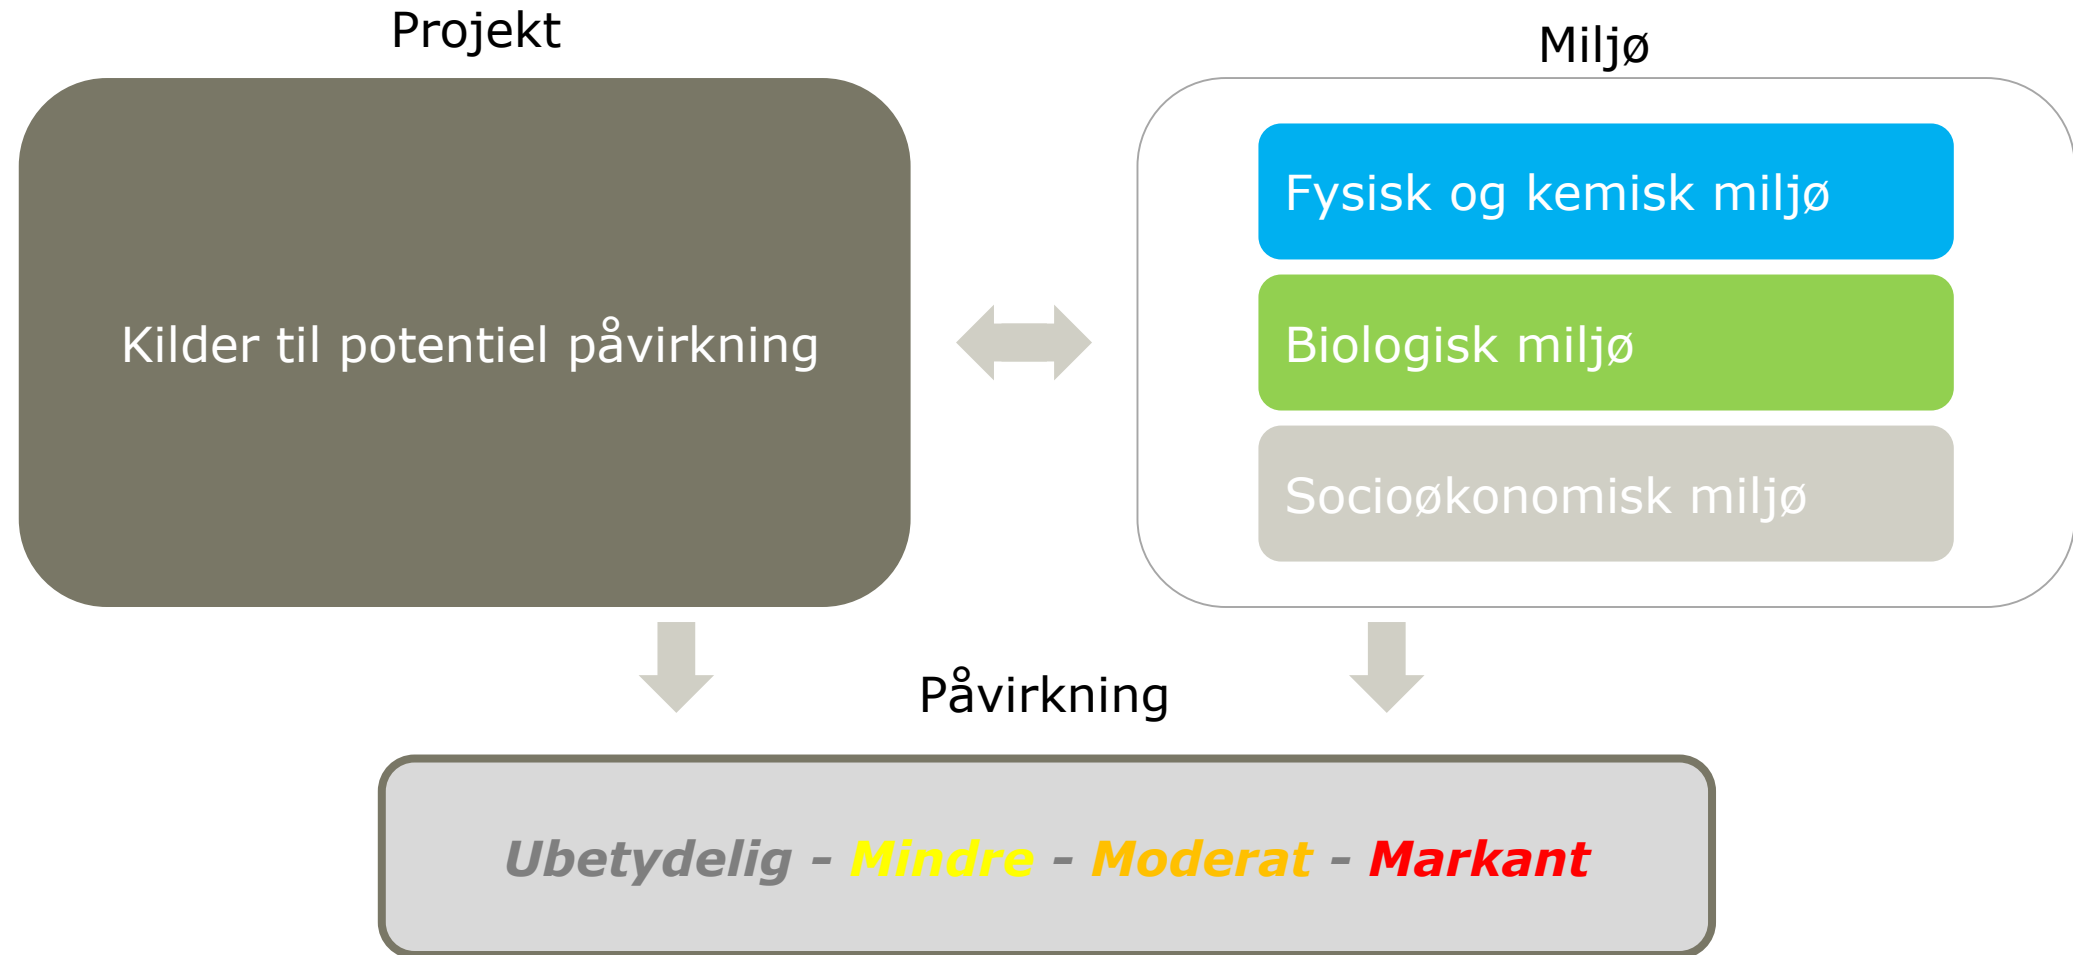 Projekt
Miljø
Kilder til potentiel påvirkning
Fysisk og kemisk miljø
Biologisk miljø
Socioøkonomisk miljø
Påvirkning
Ubetydelig - Mindre - Moderat - Markant